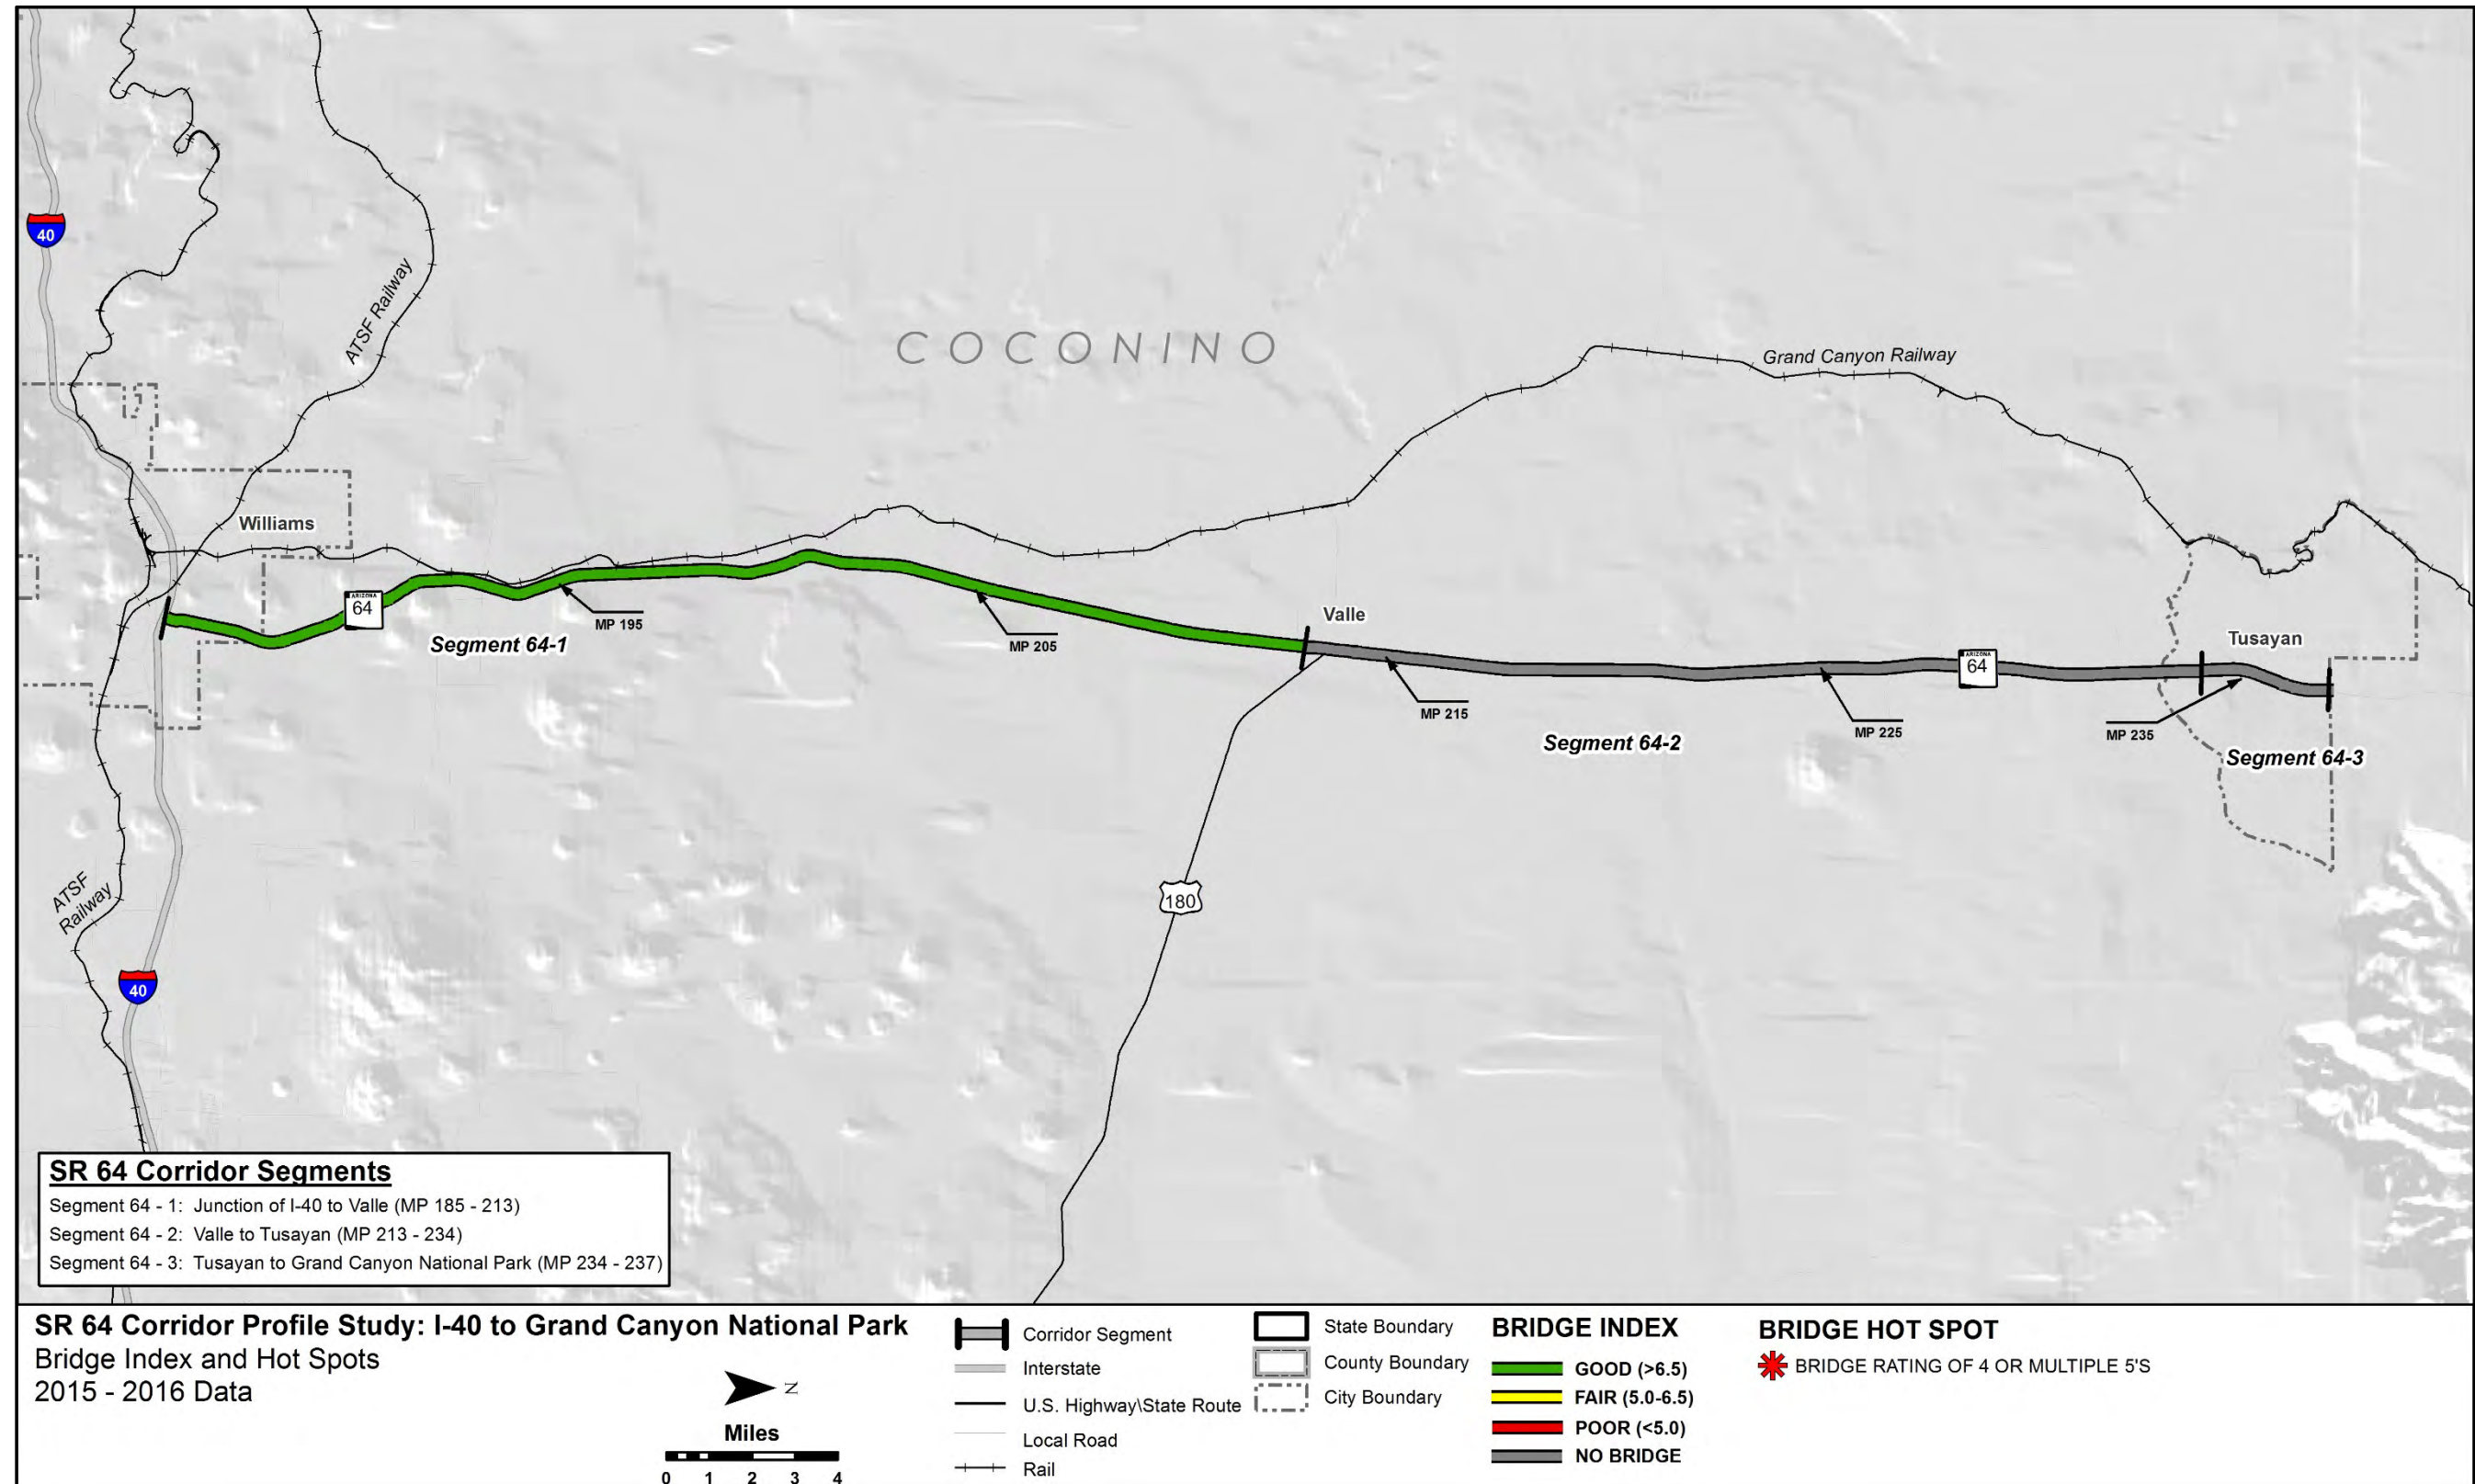 40
ATSF Railway
COCONINO
Grand Canyon Railway
Williams
ARIZONA
64
MP 195
Segment 64-1
MP 205
Valle
MP 215
Segment 64-2
MP 225
ARIZONA
64
Tusayan
MP 235
Segment 64-3
180
ATSF
Railway
40
SR 64 Corridor Segments
Segment 64 - 1: Junction of I-40 to Valle (MP 185 - 213)
Segment 64 - 2: Valle to Tusayan (MP 213 - 234)
Segment 64 - 3: Tusayan to Grand Canyon National Park (MP 234 - 237)
SR 64 Corridor Profile Study: I-40 to Grand Canyon National Park
Bridge Index and Hot Spots
2015 - 2016 Data
N
Miles
0 1 2 3 4
Corridor Segment
Interstate
U.S. Highway\State Route
Local Road
Rail
State Boundary
County Boundary
City Boundary
BRIDGE INDEX
GOOD (>6.5)
FAIR (5.0-6.5)
POOR (<5.0)
NO BRIDGE
BRIDGE HOT SPOT
BRIDGE RATING OF 4 OR MULTIPLE 5'S